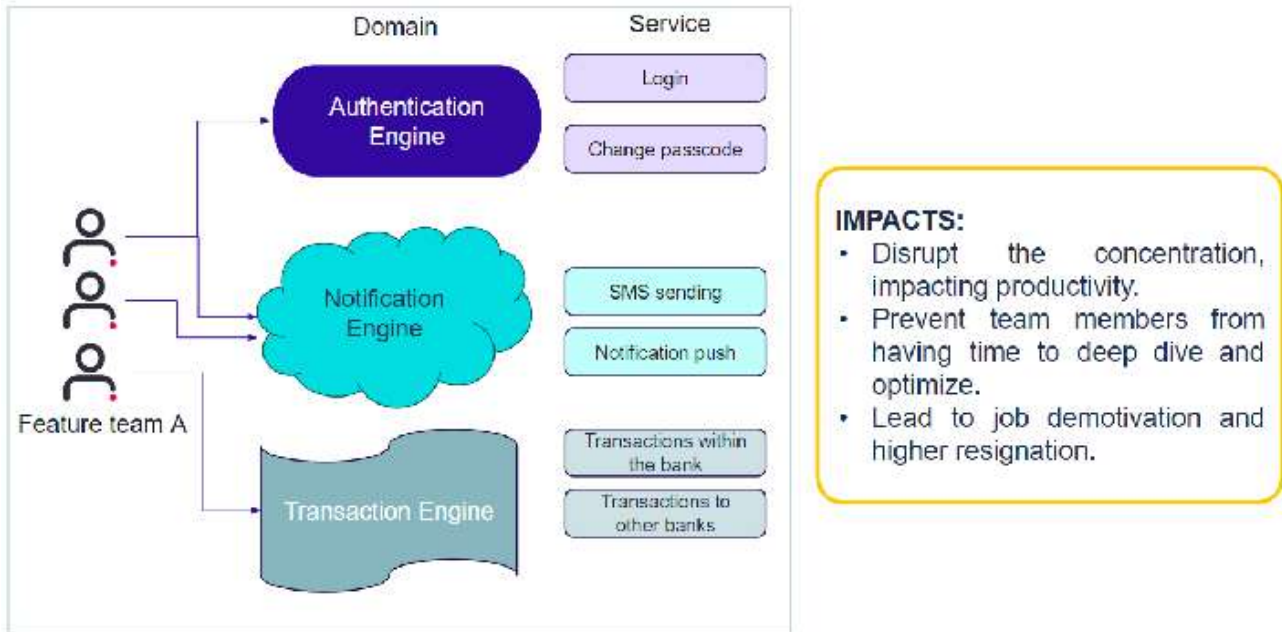 Domain
Service
Authentication
Engine
Login
Change passcode
Notification
Engine
SMS sending
Notification push
Feature team A
Transaction Engine
Transactions within
the bank
Transactions to
other banks
IMPACTS:
• Disrupt the concentration,
impacting productivity.
• Prevent team members from
having time to deep dive and
optimize.
• Lead to job demotivation and
higher resignation.